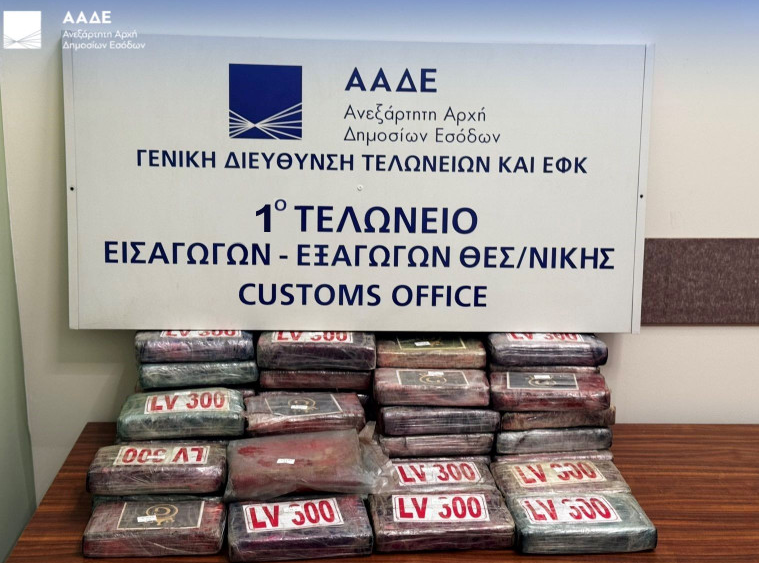 ΑΑΔΕ
Ανεξάρτητη Αρχή
Δημοσίων Εσόδων
ΑΑΔΕ
Ανεξάρτητη Αρχή
Δημοσίων Εσόδων
ΓΕΝΙΚΗ ΔΙΕΥΘΥΝΣΗ ΤΕΛΩΝΕΙΩΝ ΚΑΙ ΕΦΚ
1Ο ΤΕΛΩΝΕΙΟ
ΕΙΣΑΓΩΓΩΝ - ΕΞΑΓΩΓΩΝ ΘΕΣ/ΝΙΚΗΣ
CUSTOMS OFFICE
LV 300
LV 300
LV 300
LV 300
LV 300
LV 300
LV 300
LV 300
LV 300
LV 300